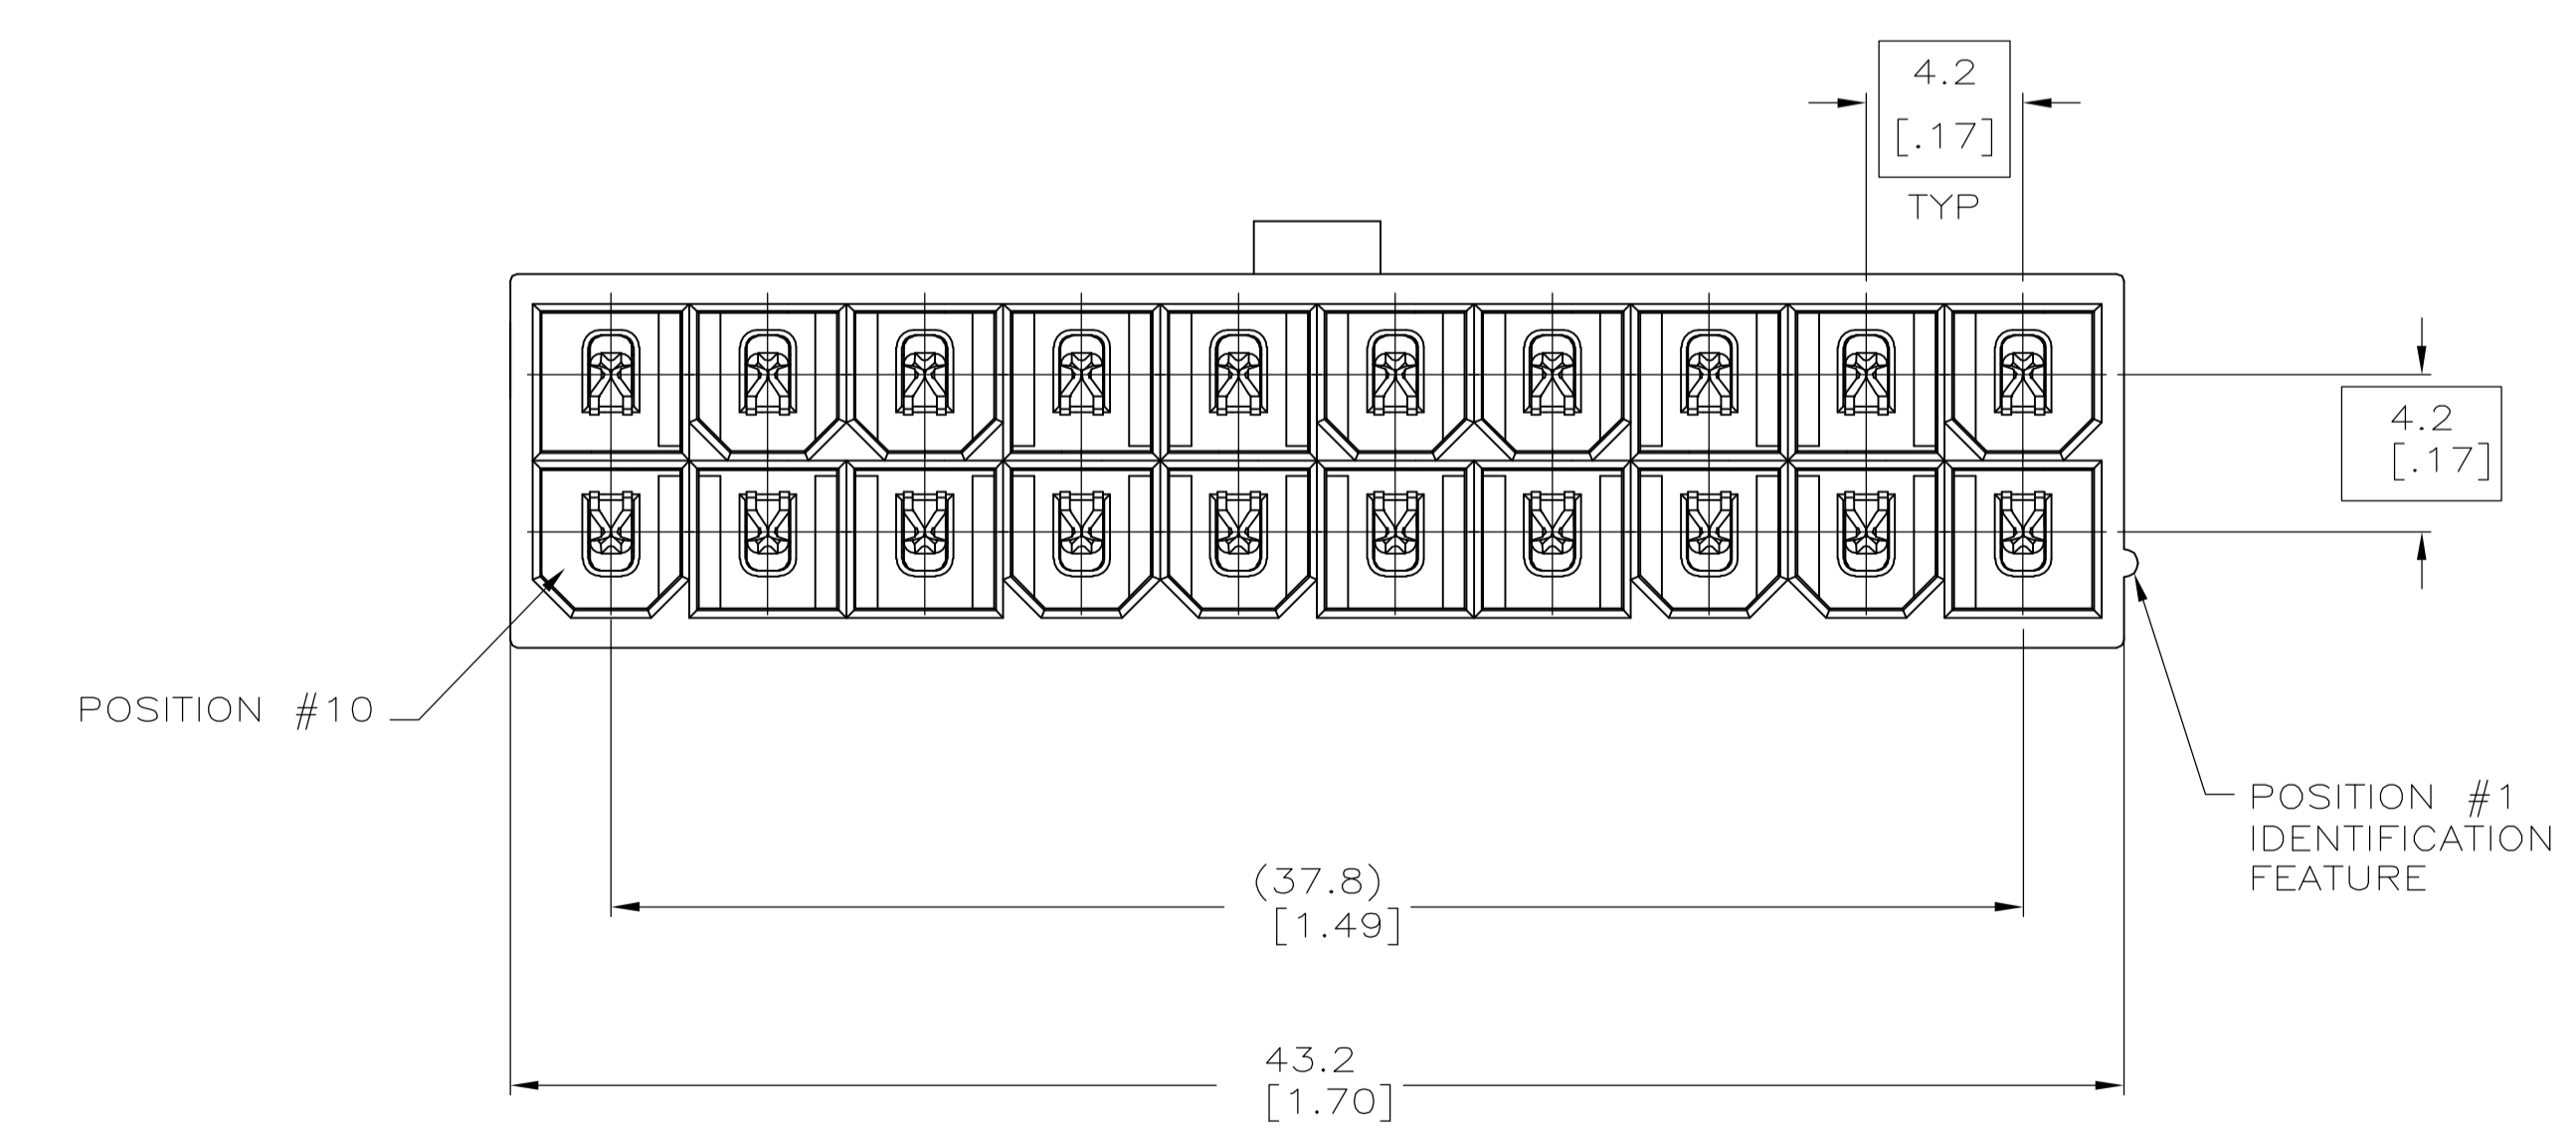 4.2
[.17]
TYP
4.2
[.17]
POSITION #10
POSITION #1
IDENTIFICATION
FEATURE
(37.8)
[1.49]
43.2
[1.70]